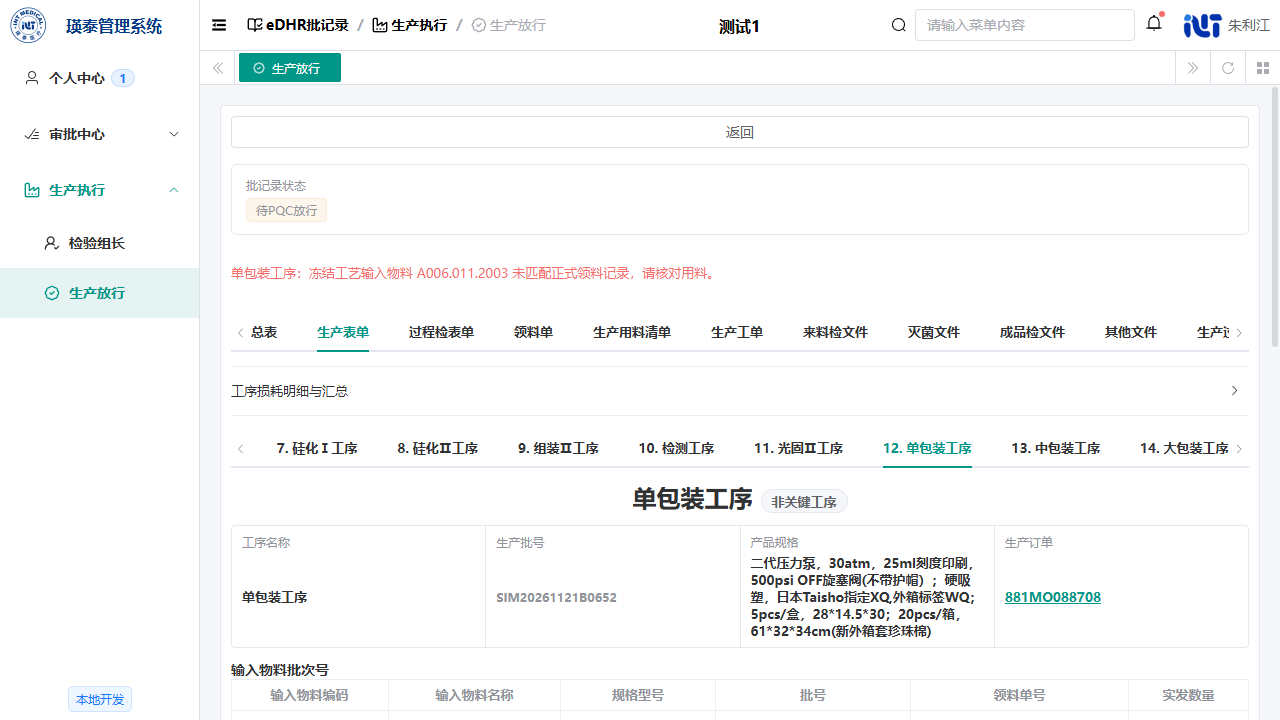 瑛泰管理系统
eDHR批记录 / 生产执行 / 生产放行
测试1
请输入菜单内容
朱利江
个人中心 1
审批中心
生产执行
检验组长
生产放行
本地开发
生产放行
返回
批记录状态
待PQC放行
单包装工序：冻结工艺输入物料 A006.011.2003 未匹配正式领料记录，请核对用料。
总表 生产表单 过程检表单 领料单 生产用料清单 生产工单 来料检文件 灭菌文件 成品检文件 其他文件
工序损耗明细与汇总
7. 硅化Ⅰ工序 8. 硅化Ⅱ工序 9. 组装Ⅱ工序 10. 检测工序 11. 光固Ⅱ工序 12. 单包装工序 13. 中包装工序 14. 大包装工序
单包装工序 非关键工序
工序名称 生产批号 产品规格 生产订单
单包装工序
SIM20261121B0652
二代压力泵，30atm，25ml刻度印刷，
500psi OFF旋塞阀(不带护帽) ；硬吸
塑，日本Taisho指定XQ,外箱标签WQ；
5pcs/盒，28*14.5*30；20pcs/箱，
61*32*34cm(新外箱套珍珠棉)
881MO088708
输入物料批次号
输入物料编码 输入物料名称 规格型号 批号 领料单号 实发数量